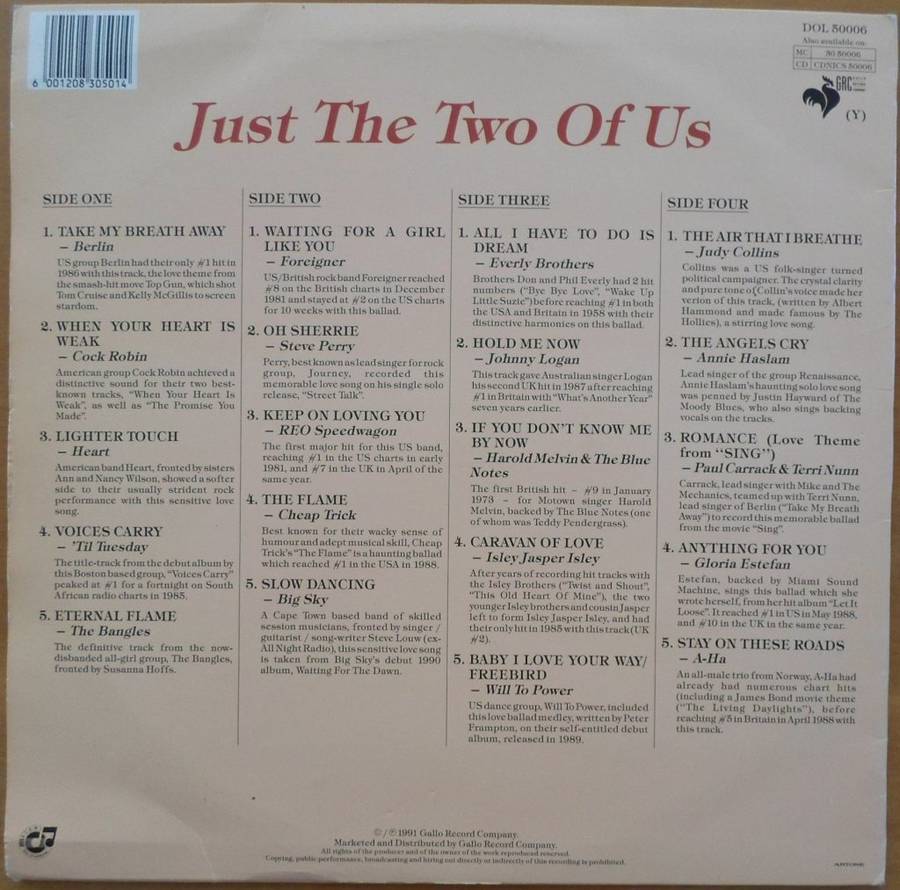 6 001208 305014
DOL 50006
Also available on
MC 30 50006
CD CDNICS 50006
GRC
(Y)
Just The Two Of Us
SIDE ONE
1. TAKE MY BREATH AWAY
– Berlin
US group Berlin had their only #1 hit in
1986 with this track, the love theme from
the smash-hit move Top Gun, which shot
Tom Cruise and Kelly McGillis to screen
stardom.
2. WHEN YOUR HEART IS
WEAK
– Cock Robin
American group Cock Robin achieved a
distinctive sound for their two best-
known tracks, "When Your Heart Is
Weak", as well as "The Promise You
Made".
3. LIGHTER TOUCH
– Heart
American band Heart, fronted by sisters
Ann and Nancy Wilson, showed a softer
side to their usually strident rock
performance with this sensitive love
song.
4. VOICES CARRY
– 'Til Tuesday
The title-track from the debut album by
this Boston based group, "Voices Carry"
peaked at #1 for a fortnight on South
African radio charts in 1985.
5. ETERNAL FLAME
– The Bangles
The definitive track from the now-
disbanded all-girl group, The Bangles,
fronted by Susanna Hoffs.
SIDE TWO
1. WAITING FOR A GIRL
LIKE YOU
– Foreigner
US/British rock band Foreigner reached
#8 on the British charts in December
1981 and stayed at #2 on the US charts
for 10 weeks with this ballad.
2. OH SHERRIE
– Steve Perry
Perry, best known as lead singer for rock
group, Journey, recorded this
memorable love song on his single solo
release, "Street Talk".
3. KEEP ON LOVING YOU
– REO Speedwagon
The first major hit for this US band,
reaching #1 in the US charts in early
1981, and #7 in the UK in April of the
same year.
4. THE FLAME
– Cheap Trick
Best known for their wacky sense of
humour and adept musical skill, Cheap
Trick's "The Flame" is a haunting ballad
which reached #1 in the USA in 1988.
5. SLOW DANCING
– Big Sky
A Cape Town based band of skilled
session musicians, fronted by singer /
guitarist / song-writer Steve Louw (ex-
All Night Radio), this sensitive love song
is taken from Big Sky's debut 1990
album, Waiting For The Dawn.
SIDE THREE
1. ALL I HAVE TO DO IS
DREAM
– Everly Brothers
Brothers Don and Phil Everly had 2 hit
numbers ("Bye Bye Love", "Wake Up
Little Suzie") before reaching #1 in both
the USA and Britain in 1958 with their
distinctive harmonies on this ballad.
2. HOLD ME NOW
– Johnny Logan
This track gave Australian singer Logan
his second UK hit in 1987 after reaching
#1 in Britain with "What's Another Year"
seven years earlier.
3. IF YOU DON'T KNOW ME
BY NOW
– Harold Melvin & The Blue
Notes
The first British hit – #9 in January
1973 – for Motown singer Harold
Melvin, backed by The Blue Notes (one
of whom was Teddy Pendergrass).
4. CARAVAN OF LOVE
– Isley Jasper Isley
After years of recording hit tracks with
the Isley Brothers ("Twist and Shout",
"This Old Heart Of Mine"), the two
younger Isley brothers and cousin Jasper
left to form Isley Jasper Isley, and had
their only hit in 1985 with this track (UK
#2).
5. BABY I LOVE YOUR WAY/
FREEBIRD
– Will To Power
US dance group, Will To Power, included
this love ballad medley, written by Peter
Frampton, on their self-entitled debut
album, released in 1989.
SIDE FOUR
1. THE AIR THAT I BREATHE
– Judy Collins
Collins was a US folk-singer turned
political campaigner. The crystal clarity
and pure tone of Collin's voice made her
verion of this track, (written by Albert
Hammond and made famous by The
Hollies), a stirring love song.
2. THE ANGELS CRY
– Annie Haslam
Lead singer of the group Renaissance,
Annie Haslam's haunting solo love song
was penned by Justin Hayward of The
Moody Blues, who also sings backing
vocals on the tracks.
3. ROMANCE (Love Theme
from "SING")
– Paul Carrack & Terri Nunn
Carrack, lead singer with Mike and The
Mechanics, teamed up with Terri Nunn,
lead singer of Berlin ("Take My Breath
Away") to record this memorable ballad
from the movie "Sing".
4. ANYTHING FOR YOU
– Gloria Estefan
Estefan, backed by Miami Sound
Machine, sings this ballad which she
wrote herself, from her hit album "Let It
Loose". It reached #1 in US in May 1988,
and #10 in the UK in the same year.
5. STAY ON THESE ROADS
– A-Ha
An all-male trio from Norway, A-Ha had
already had numerous chart hits
(including a James Bond movie theme
("The Living Daylights"), before
reaching #5 in Britain in April 1988 with
this track.
©/℗ 1991 Gallo Record Company.
Marketed and Distributed by Gallo Record Company.
All rights of the producer and of the owner of the work reproduced reserved.
Copying, public performance, broadcasting and hiring out directly or indirectly of this recording is prohibited.
ARTONE